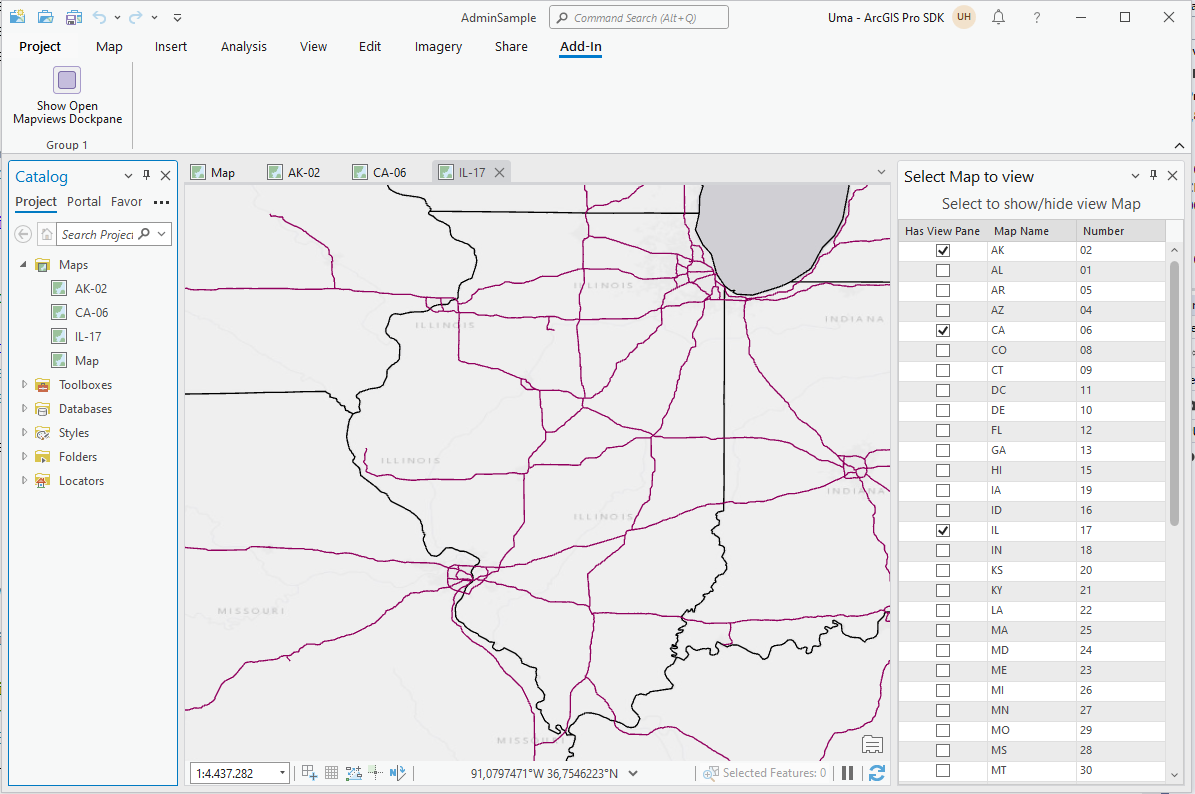 AdminSample
Command Search (Alt+Q)
Uma - ArcGIS Pro SDK
UH
?
Project Map Insert Analysis View Edit Imagery Share Add-In
Show Open
Mapviews Dockpane
Group 1
Catalog
Project Portal Favor
Search Project
Maps
AK-02
CA-06
IL-17
Map
Toolboxes
Databases
Styles
Folders
Locators
Map AK-02 CA-06 IL-17
ILLINOIS
ILLINOIS
INDIANA
ILLINOIS
INDIANA
ILLINOIS
MISSOURI
MISSOURI
1:4.437.282
91,0797471°W 36,7546223°N
Selected Features: 0
Select Map to view
Select to show/hide view Map
Has View Pane Map Name Number
AK 02
AL 01
AR 05
AZ 04
CA 06
CO 08
CT 09
DC 11
DE 10
FL 12
GA 13
HI 15
IA 19
ID 16
IL 17
IN 18
KS 20
KY 21
LA 22
MA 25
MD 24
ME 23
MI 26
MN 27
MO 29
MS 28
MT 30